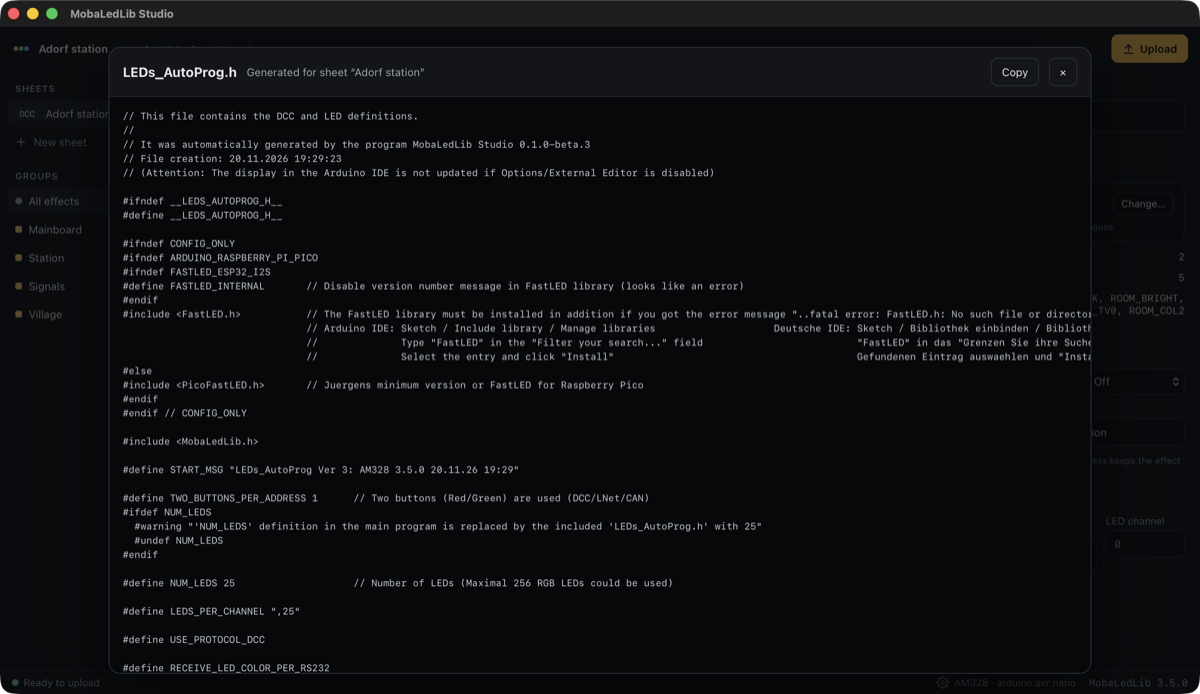 MobaLedLib Studio
Adorf station
Upload
LEDs_AutoProg.h Generated for sheet “Adorf station”
Copy ×
SHEETS
DCC Adorf station
+ New sheet
GROUPS
All effects
Mainboard
Station
Signals
Village
// This file contains the DCC and LED definitions.
//
// It was automatically generated by the program MobaLedLib Studio 0.1.0-beta.3
// File creation: 20.11.2026 19:29:23
// (Attention: The display in the Arduino IDE is not updated if Options/External Editor is disabled)
#ifndef __LEDS_AUTOPROG_H__
#define __LEDS_AUTOPROG_H__
#ifndef CONFIG_ONLY
#ifndef ARDUINO_RASPBERRY_PI_PICO
#ifndef FASTLED_ESP32_I2S
#define FASTLED_INTERNAL // Disable version number message in FastLED library (looks like an error)
#endif
#include <FastLED.h> // The FastLED library must be installed in addition if you got the error message "..fatal error: FastLED.h: No such file or director
// Arduino IDE: Sketch / Include library / Manage libraries Deutsche IDE: Sketch / Bibliothek einbinden / Biblioth
// Type "FastLED" in the "Filter your search..." field "FastLED" in das "Grenzen Sie ihre Suche
// Select the entry and click "Install" Gefundenen Eintrag auswaehlen und "Insta
#else
#include <PicoFastLED.h> // Juergens minimum version or FastLED for Raspberry Pico
#endif
#endif // CONFIG_ONLY
#include <MobaLedLib.h>
#define START_MSG "LEDs_AutoProg Ver 3: AM328 3.5.0 20.11.26 19:29"
#define TWO_BUTTONS_PER_ADDRESS 1 // Two buttons (Red/Green) are used (DCC/LNet/CAN)
#ifdef NUM_LEDS
#warning "'NUM_LEDS' definition in the main program is replaced by the included 'LEDs_AutoProg.h' with 25"
#undef NUM_LEDS
#endif
#define NUM_LEDS 25 // Number of LEDs (Maximal 256 RGB LEDs could be used)
#define LEDS_PER_CHANNEL ",25"
#define USE_PROTOCOL_DCC
#define RECEIVE_LED_COLOR_PER_RS232
Change...
ouse.
2
5
K, ROOM_BRIGHT,
_TV0, ROOM_COL2
Off
ion
ess keeps the effect
LED channel
0
Ready to upload
AM328 · arduino:avr:nano MobaLedLib 3.5.0